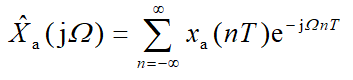 X̂ₐ(jΩ) = ∑_{n=−∞}^{∞} xₐ(nT)e^{−jΩnT}